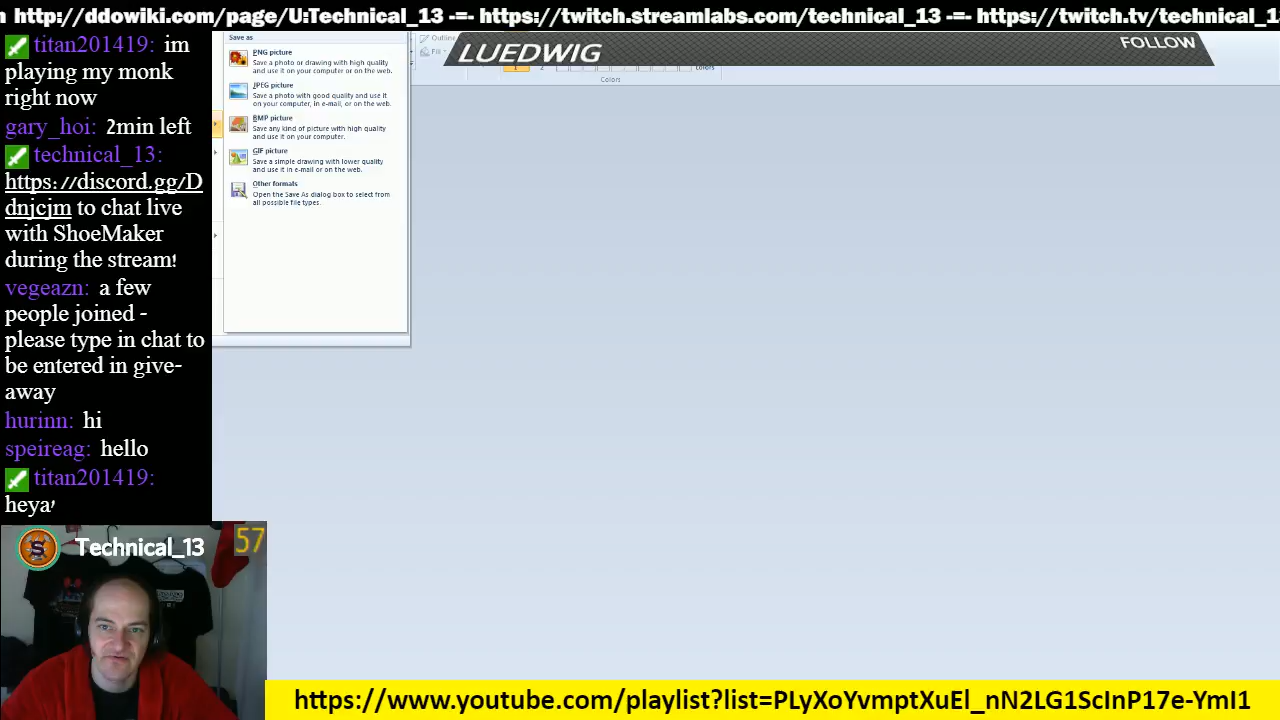 n http://ddowiki.com/page/U:Technical_13 -=- https://twitch.streamlabs.com/technical_13 -=- https://twitch.tv/technical_1
titan201419: im
playing my monk
right now
gary_hoi: 2min left
technical_13:
https://discord.gg/D
dnjcjm to chat live
with ShoeMaker
during the stream!
vegeazn: a few
people joined -
please type in chat to
be entered in give-
away
hurinn: hi
speireag: hello
titan201419:
heya'
Save as
PNG picture
Save a photo or drawing with high quality
and use it on your computer or on the web.
JPEG picture
Save a photo with good quality and use it
on your computer, in e-mail, or on the web.
BMP picture
Save any kind of picture with high quality
and use it on your computer.
GIF picture
Save a simple drawing with lower quality
and use it in e-mail or on the web.
Other formats
Open the Save As dialog box to select from
all possible file types.
Outline
Fill
LUEDWIG
FOLLOW
Colors
Technical_13
57
https://www.youtube.com/playlist?list=PLyXoYvmptXuEl_nN2LG1ScInP17e-YmI1